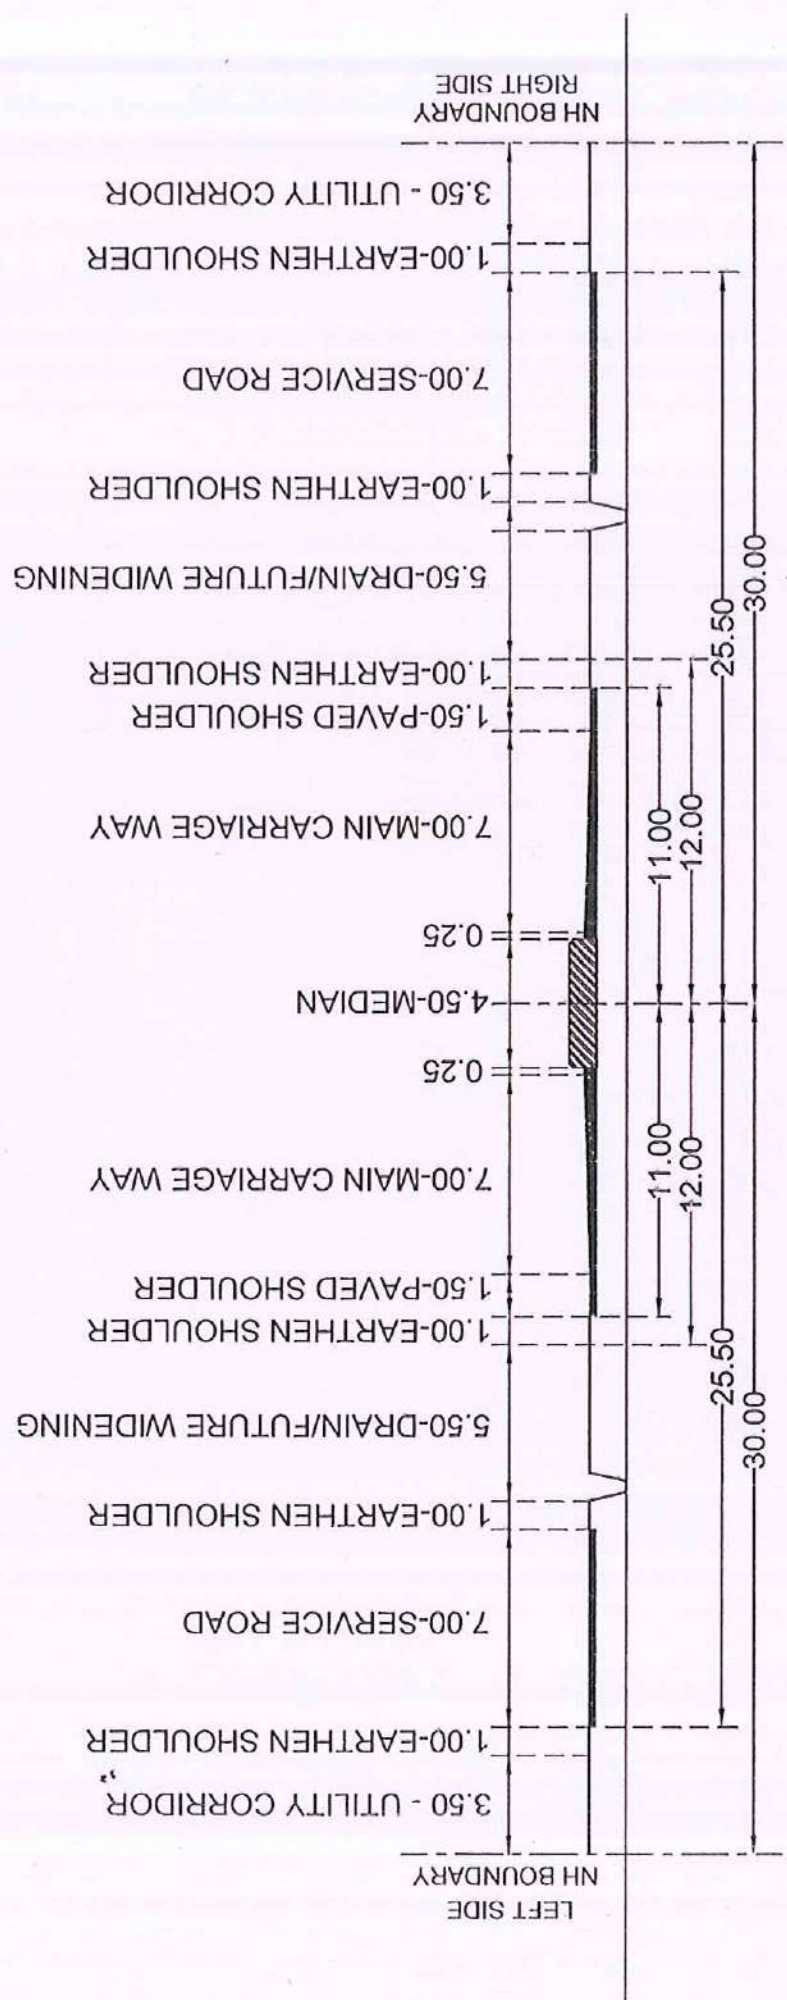 NH BOUNDARY
RIGHT SIDE
3.50 - UTILITY CORRIDOR
1.00-EARTHEN SHOULDER
7.00-SERVICE ROAD
1.00-EARTHEN SHOULDER
5.50-DRAIN/FUTURE WIDENING
1.00-EARTHEN SHOULDER
1.50-PAVED SHOULDER
7.00-MAIN CARRIAGE WAY
0.25
4.50-MEDIAN
0.25
7.00-MAIN CARRIAGE WAY
1.50-PAVED SHOULDER
1.00-EARTHEN SHOULDER
5.50-DRAIN/FUTURE WIDENING
1.00-EARTHEN SHOULDER
7.00-SERVICE ROAD
1.00-EARTHEN SHOULDER
3.50 - UTILITY CORRIDOR
LEFT SIDE
NH BOUNDARY
11.00
12.00
25.50
30.00
11.00
12.00
25.50
30.00